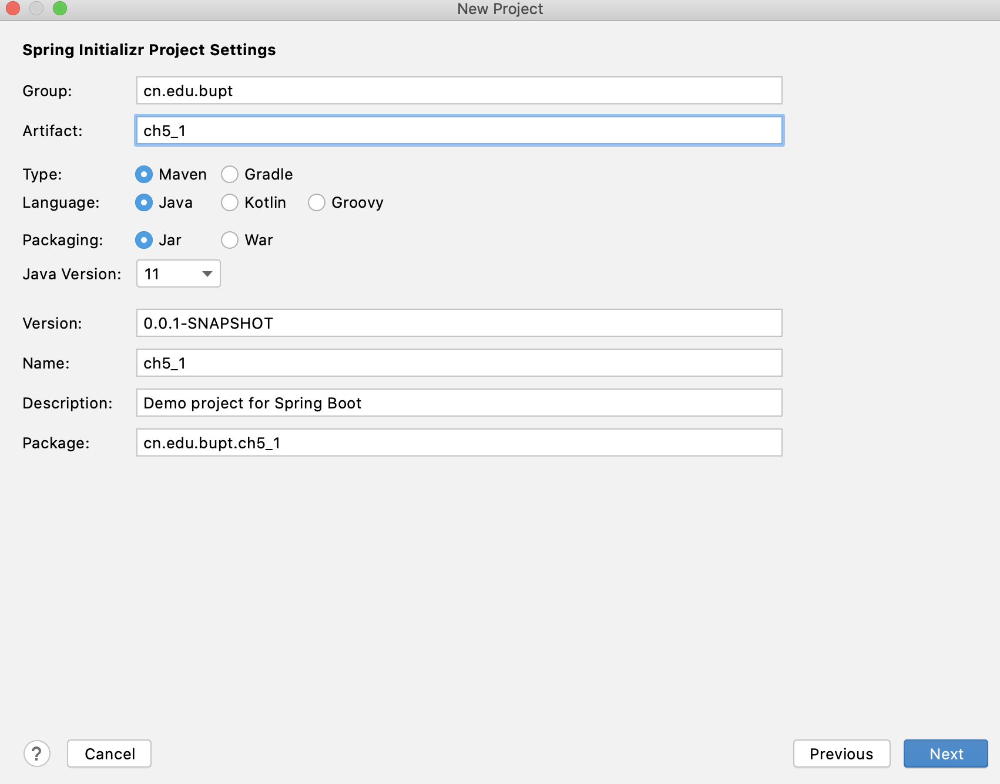 New Project
Spring Initializr Project Settings
Group: cn.edu.bupt
Artifact: ch5_1
Type: Maven Gradle
Language: Java Kotlin Groovy
Packaging: Jar War
Java Version: 11
Version: 0.0.1-SNAPSHOT
Name: ch5_1
Description: Demo project for Spring Boot
Package: cn.edu.bupt.ch5_1
? Cancel Previous Next